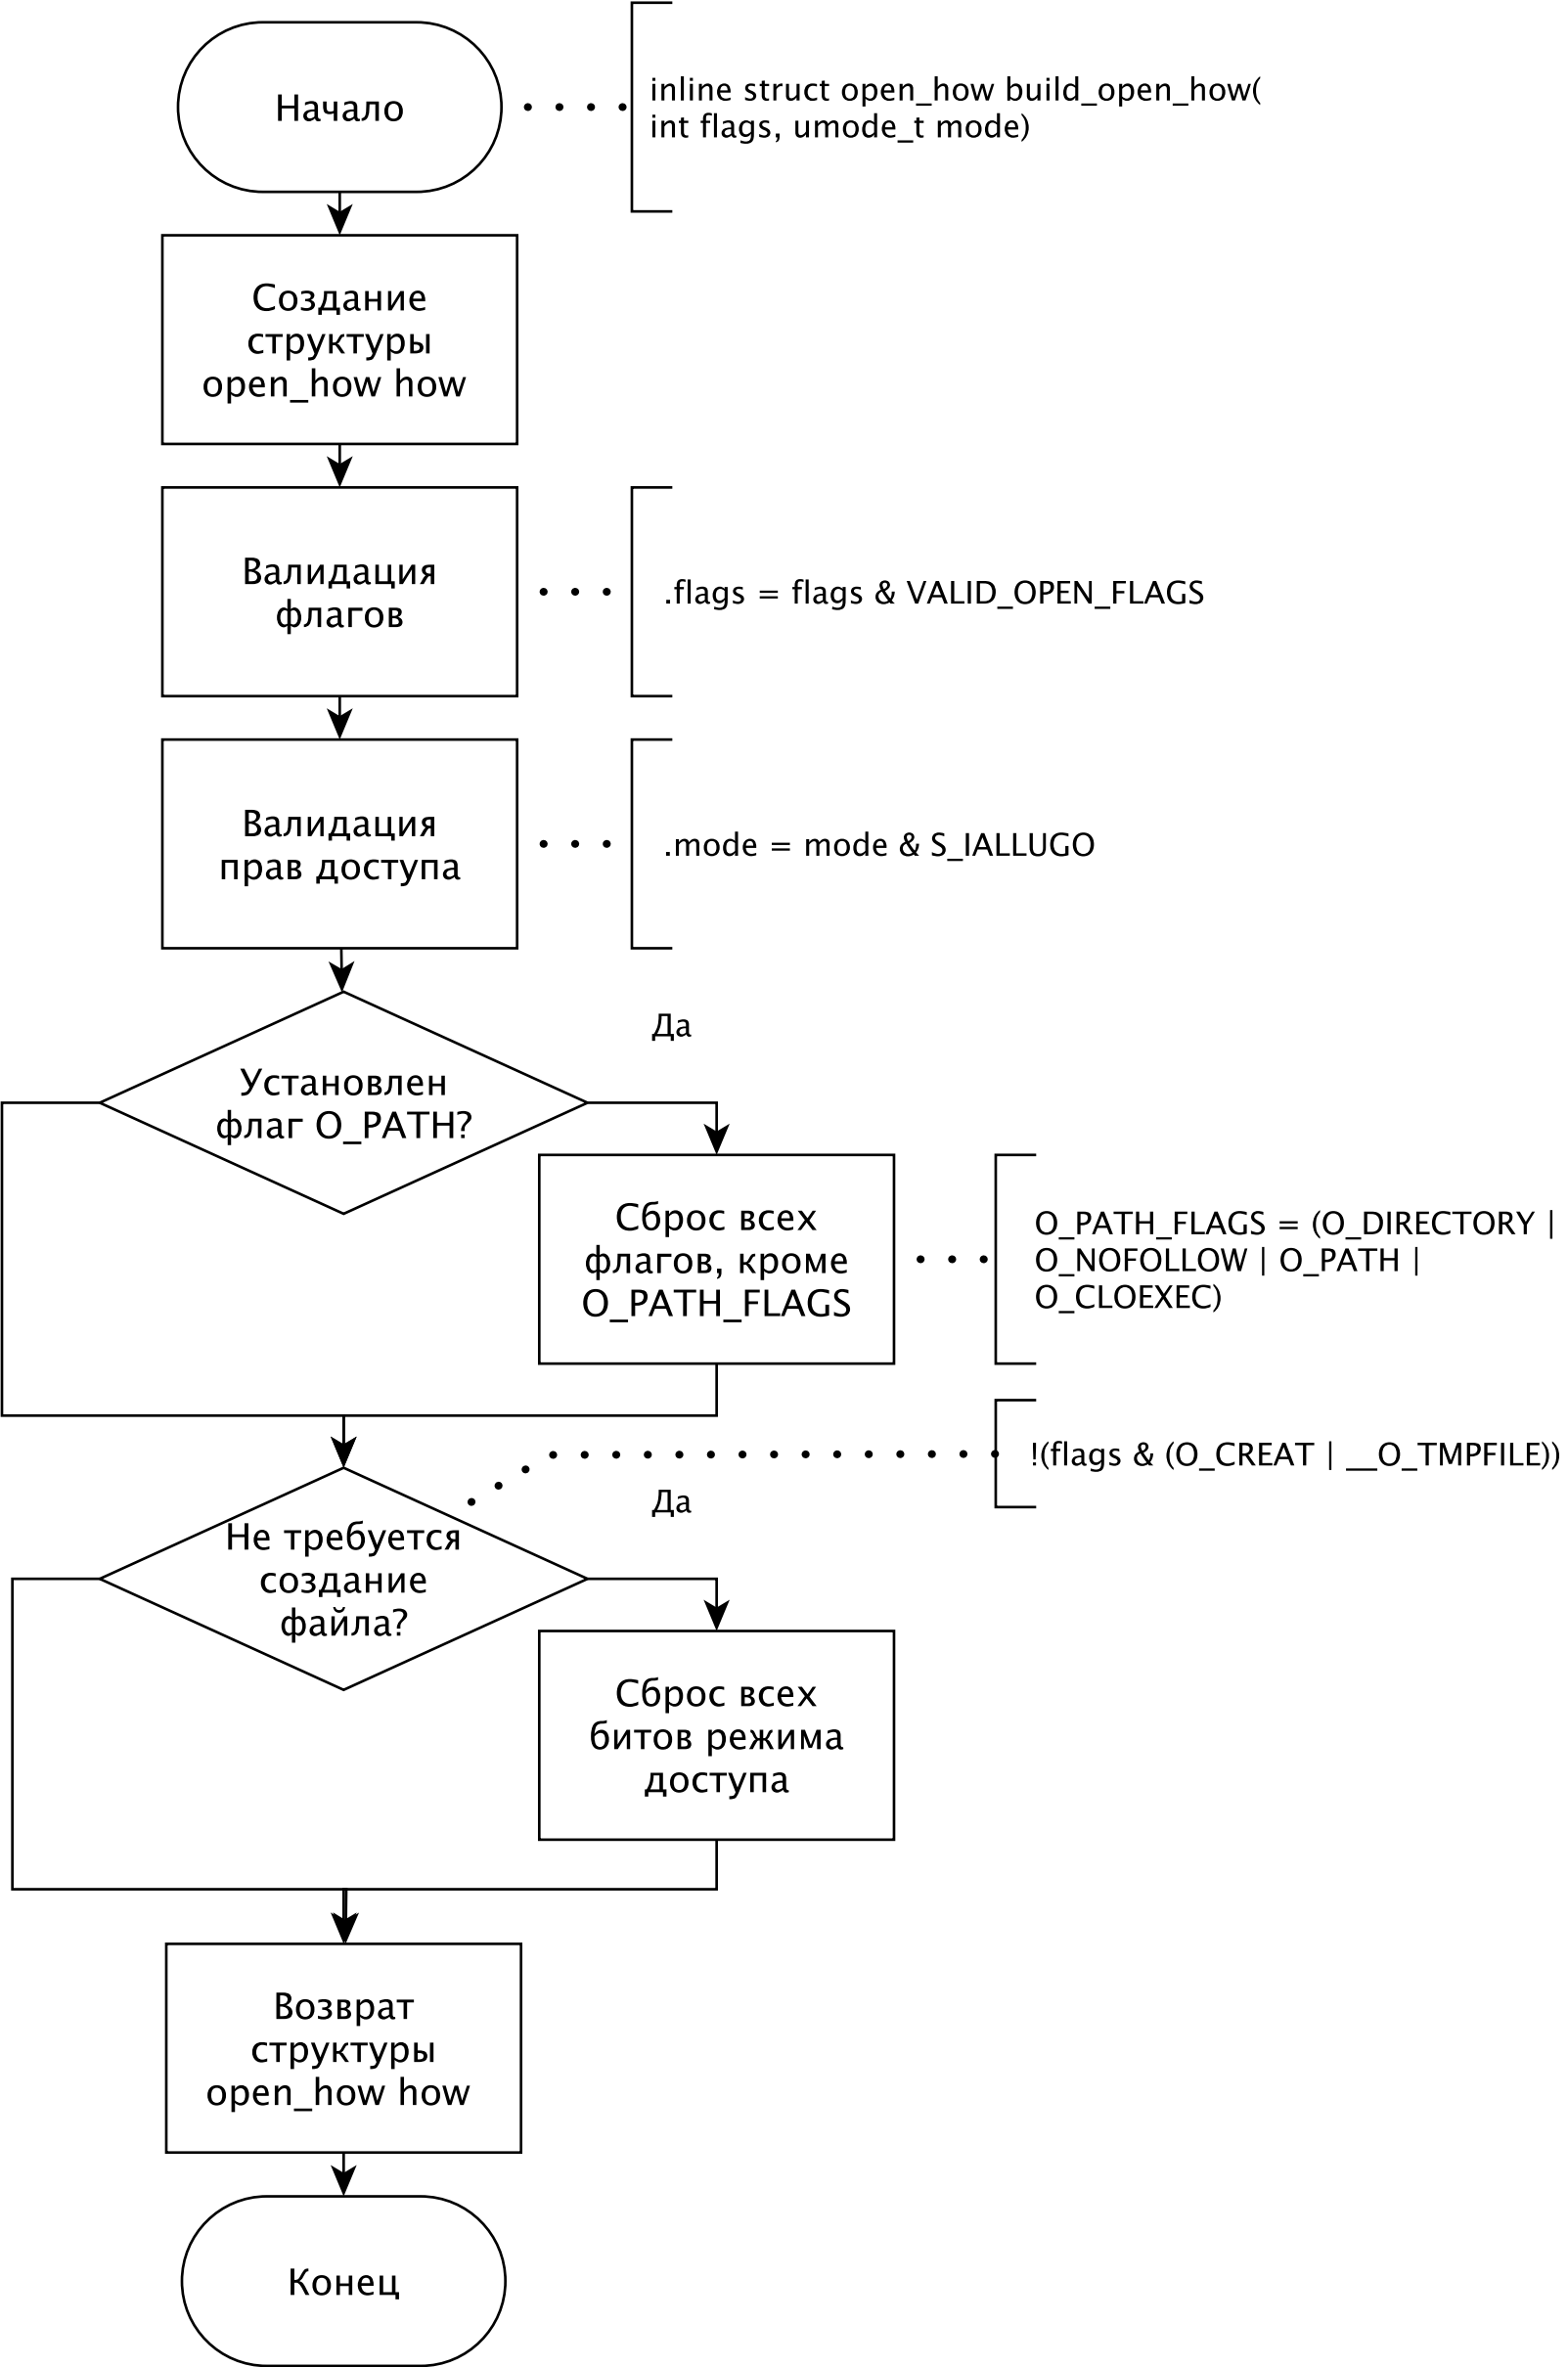 Начало
inline struct open_how build_open_how(
int flags, umode_t mode)
Создание
структуры
open_how how
Валидация
флагов
.flags = flags & VALID_OPEN_FLAGS
Валидация
прав доступа
.mode = mode & S_IALLUGO
Да
Установлен
флаг O_PATH?
Сброс всех
флагов, кроме
O_PATH_FLAGS
O_PATH_FLAGS = (O_DIRECTORY |
O_NOFOLLOW | O_PATH |
O_CLOEXEC)
!(flags & (O_CREAT | __O_TMPFILE))
Да
Не требуется
создание
файла?
Сброс всех
битов режима
доступа
Возврат
структуры
open_how how
Конец